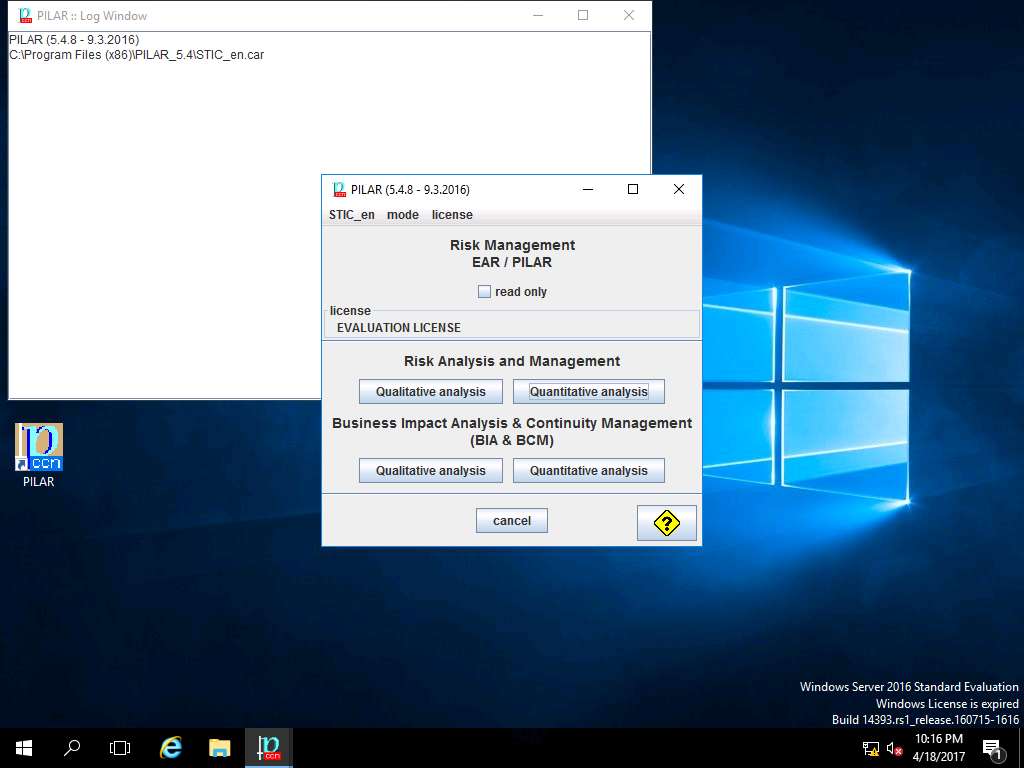 PILAR :: Log Window
PILAR (5.4.8 - 9.3.2016)
C:\Program Files (x86)\PILAR_5.4\STIC_en.car
PILAR (5.4.8 - 9.3.2016)
STIC_en mode license
Risk Management
EAR / PILAR
read only
license
EVALUATION LICENSE
Risk Analysis and Management
Qualitative analysis Quantitative analysis
Business Impact Analysis & Continuity Management
(BIA & BCM)
Qualitative analysis Quantitative analysis
cancel ?
ccn
PILAR
Windows Server 2016 Standard Evaluation
Windows License is expired
Build 14393.rs1_release.160715-1616
10:16 PM
4/18/2017
1